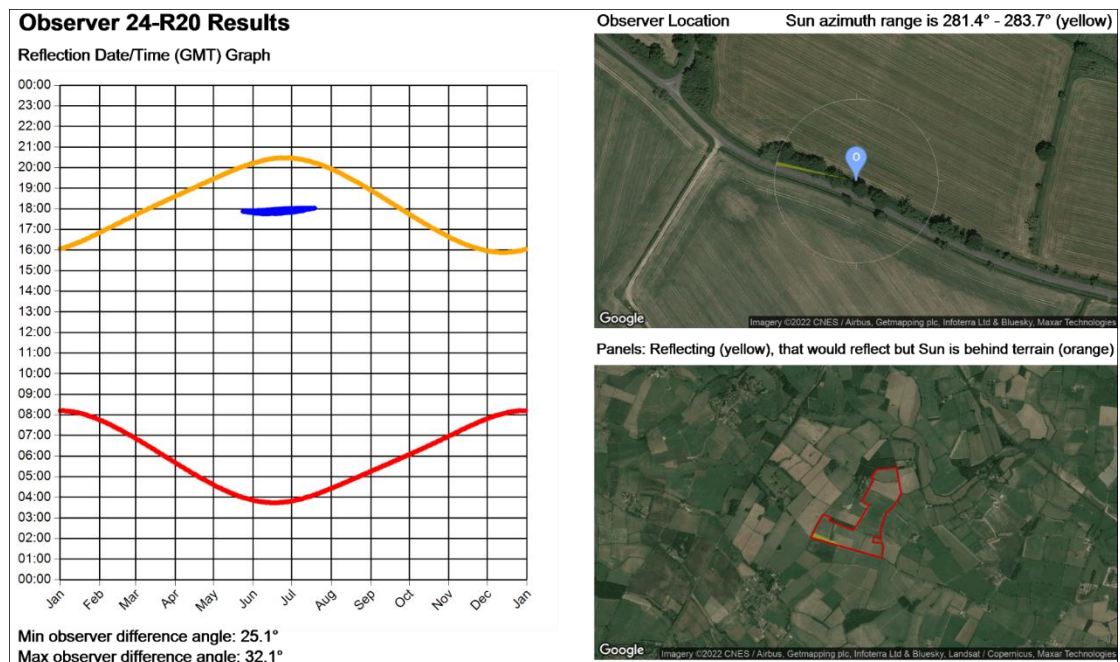 Observer 24-R20 Results
Reflection Date/Time (GMT) Graph
00:00
23:00
22:00
21:00
20:00
19:00
18:00
17:00
16:00
15:00
14:00
13:00
12:00
11:00
10:00
09:00
08:00
07:00
06:00
05:00
04:00
03:00
02:00
01:00
00:00
Jan Feb Mar Apr May Jun Jul Aug Sep Oct Nov Dec Jan
Min observer difference angle: 25.1°
Max observer difference angle: 32.1°
Observer Location Sun azimuth range is 281.4° - 283.7° (yellow)
O
Google
Imagery ©2022 CNES / Airbus, Getmapping plc, Infoterra Ltd & Bluesky, Maxar Technologies
Panels: Reflecting (yellow), that would reflect but Sun is behind terrain (orange)
Google
Imagery ©2022 CNES / Airbus, Getmapping plc, Infoterra Ltd & Bluesky, Landsat / Copernicus, Maxar Technologies